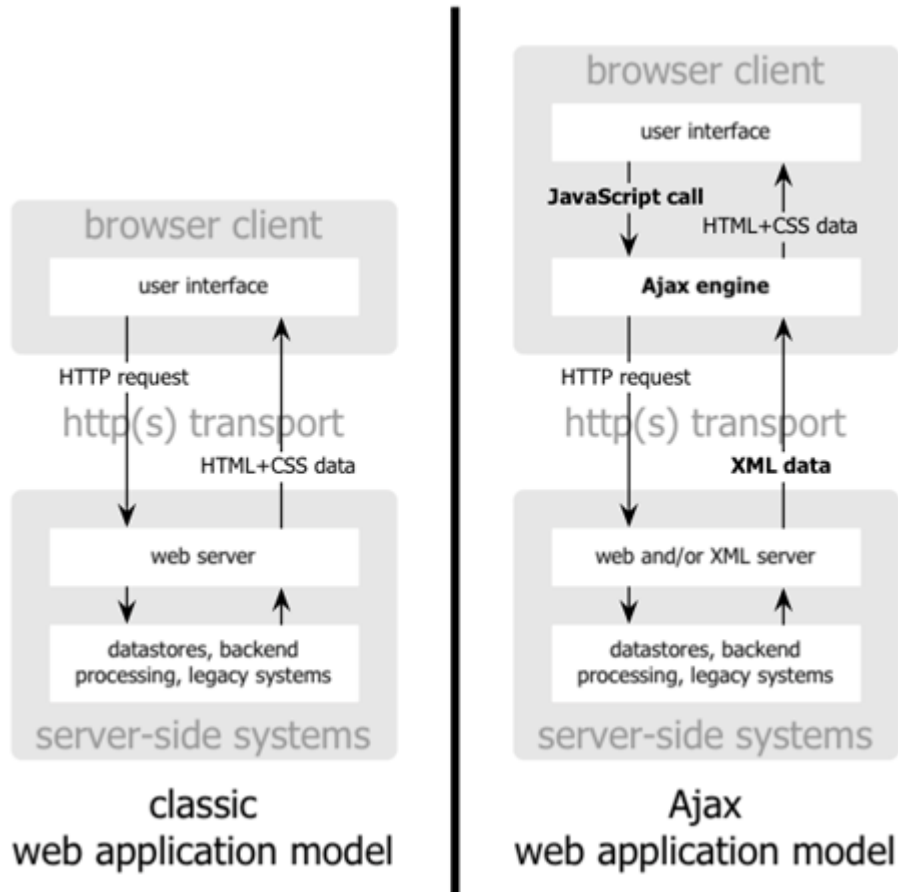 browser client
user interface
HTTP request
http(s) transport
HTML+CSS data
web server
datastores, backend
processing, legacy systems
server-side systems
classic
web application model
browser client
user interface
JavaScript call
HTML+CSS data
Ajax engine
HTTP request
http(s) transport
XML data
web and/or XML server
datastores, backend
processing, legacy systems
server-side systems
Ajax
web application model